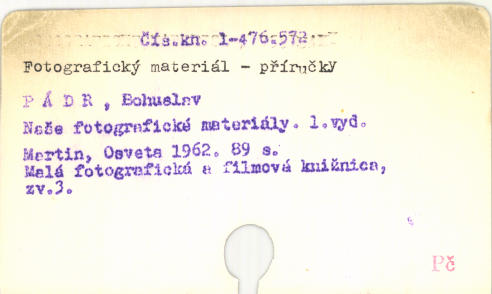 Čís.kn. 1-476.572
Fotografický materiál - příručky
P Á D R , Bohuslav
Naše fotografické materiály. 1.vyd.
Martin, Osveta 1962. 89 s.
Malá fotografická a filmová knižnica,
zv.3.
Pč